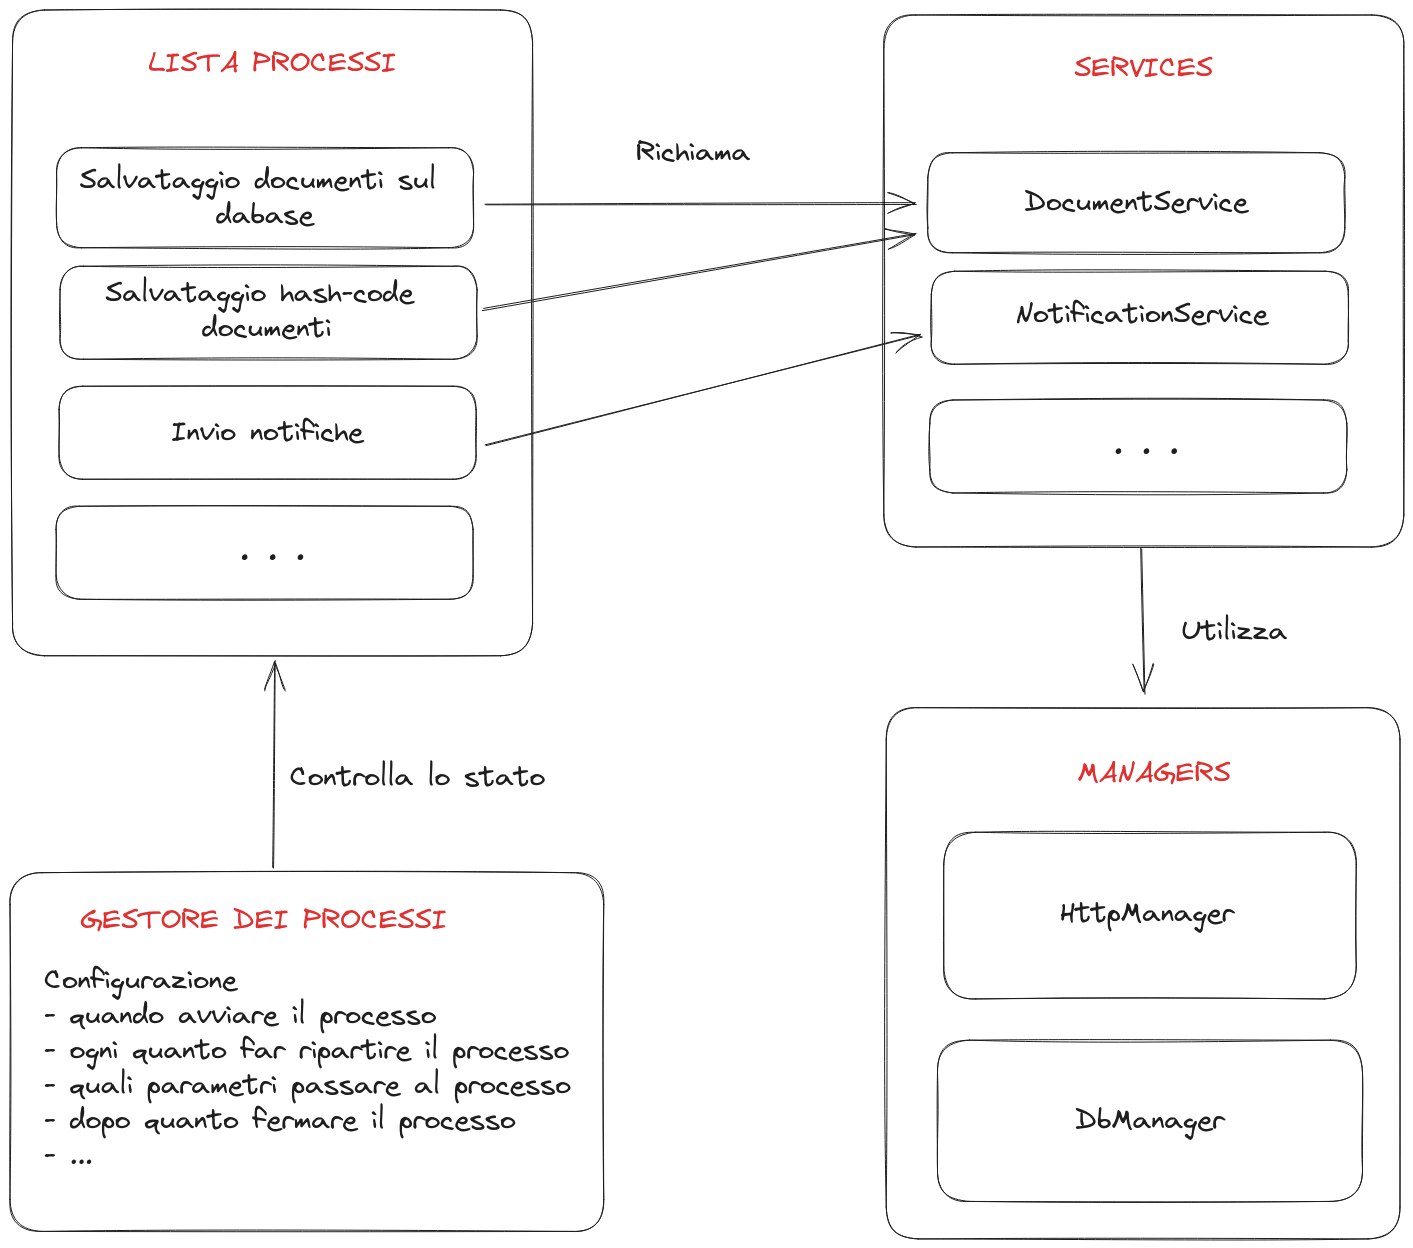 LISTA PROCESSI
Salvataggio documenti sul
dabase
Salvataggio hash-code
documenti
Invio notifiche
. . .
Richiama
SERVICES
DocumentService
NotificationService
. . .
Utilizza
Controlla lo stato
GESTORE DEI PROCESSI
Configurazione
- quando avviare il processo
- ogni quanto far ripartire il processo
- quali parametri passare al processo
- dopo quanto fermare il processo
- ...
MANAGERS
HttpManager
DbManager